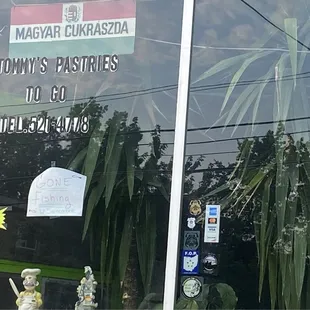 MAGYAR CUKRASZDA
TOMMY'S PASTRIES
TO GO
TEL. 521-4778
GONE
fishing